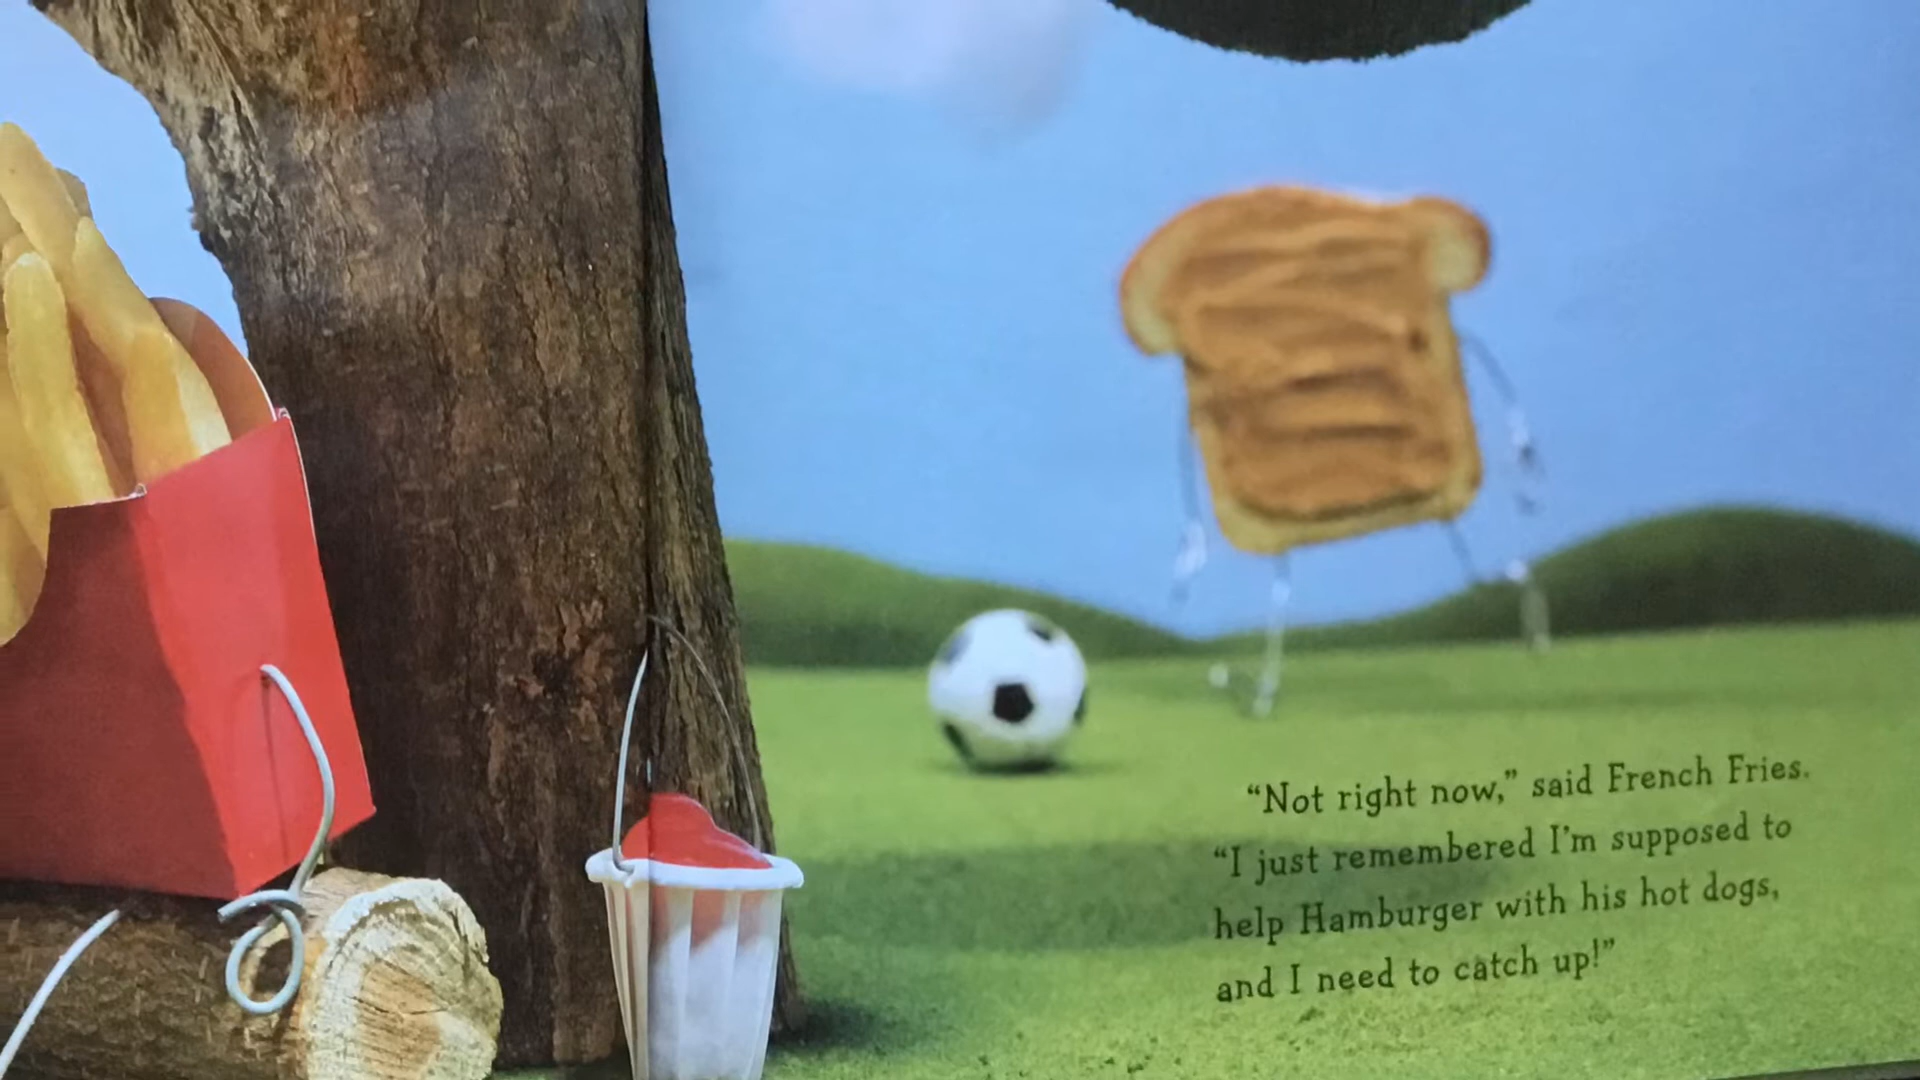 “Not right now,” said French Fries.
“I just remembered I’m supposed to
help Hamburger with his hot dogs,
and I need to catch up!”